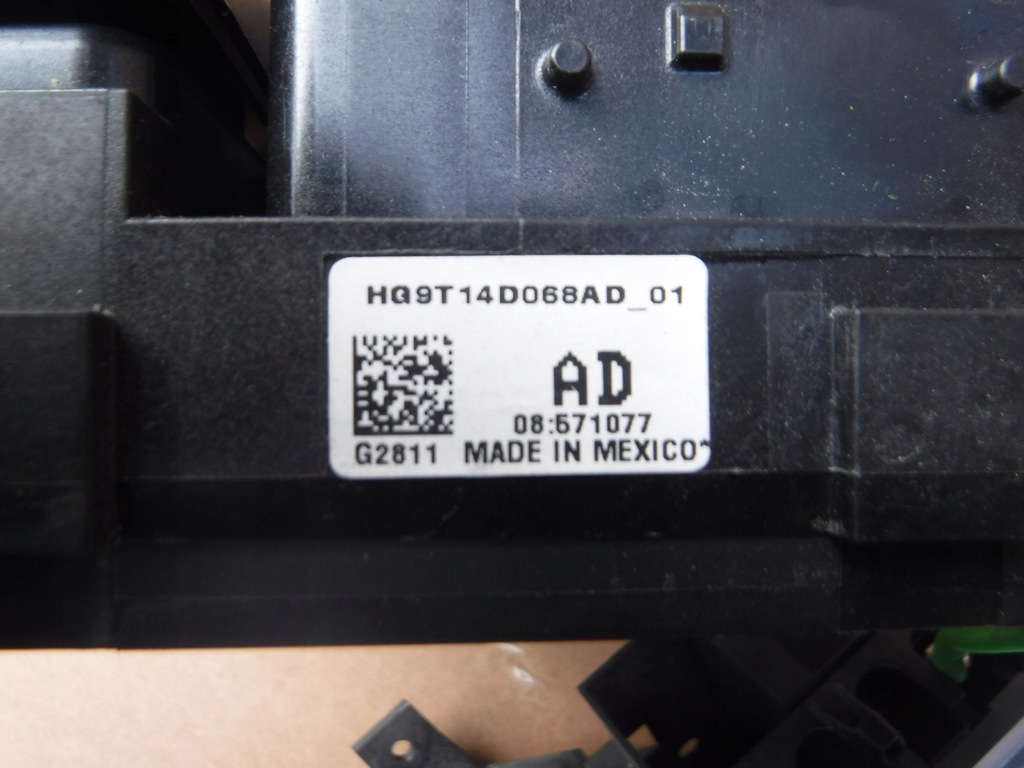 HG9T14D068AD_01
AD
08:571077
G2811 MADE IN MEXICO*